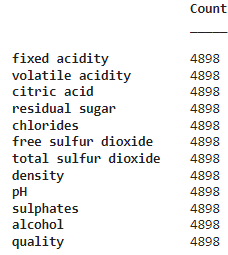 Count
_____
fixed acidity 4898
volatile acidity 4898
citric acid 4898
residual sugar 4898
chlorides 4898
free sulfur dioxide 4898
total sulfur dioxide 4898
density 4898
pH 4898
sulphates 4898
alcohol 4898
quality 4898